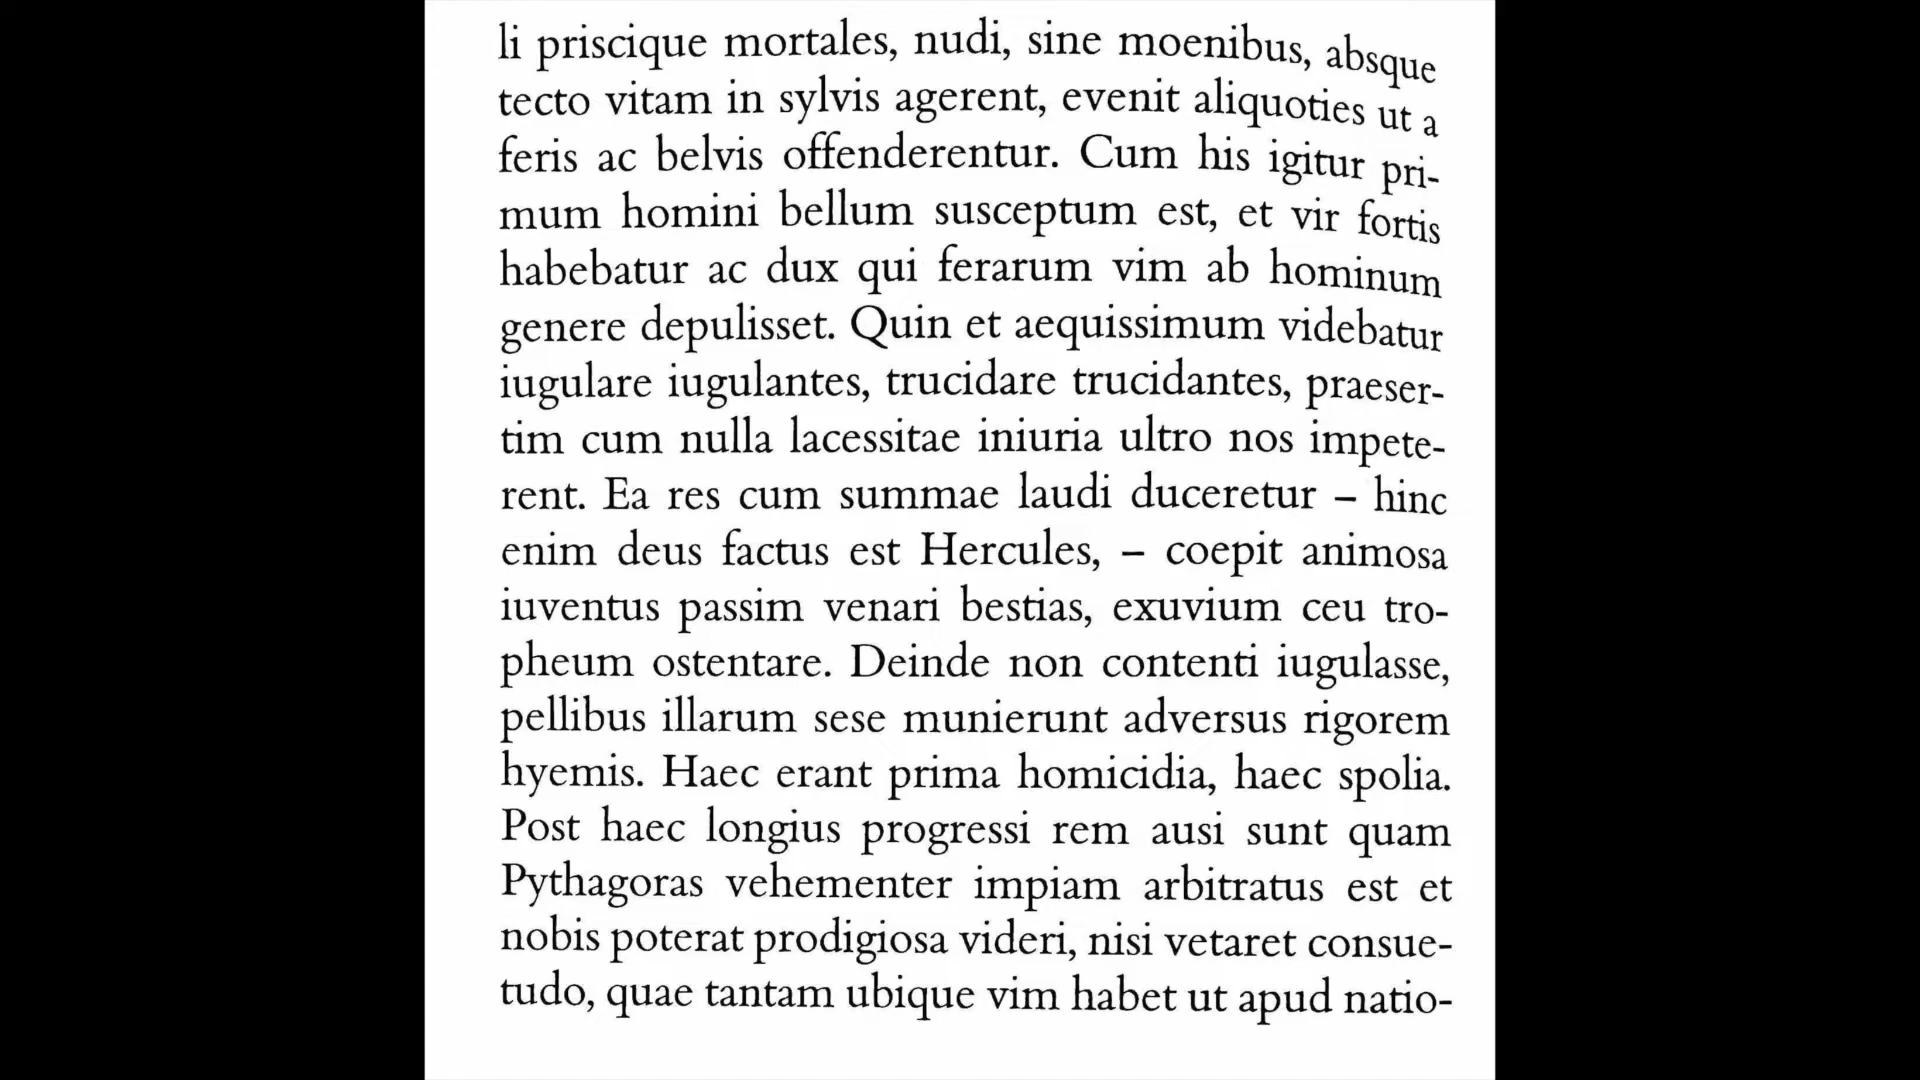 li priscique mortales, nudi, sine moenibus, absque
tecto vitam in sylvis agerent, evenit aliquoties ut a
feris ac belvis offenderentur. Cum his igitur pri-
mum homini bellum susceptum est, et vir fortis
habebatur ac dux qui ferarum vim ab hominum
genere depulisset. Quin et aequissimum videbatur
iugulare iugulantes, trucidare trucidantes, praeser-
tim cum nulla lacessitae iniuria ultro nos impete-
rent. Ea res cum summae laudi duceretur – hinc
enim deus factus est Hercules, – coepit animosa
iuventus passim venari bestias, exuvium ceu tro-
pheum ostentare. Deinde non contenti iugulasse,
pellibus illarum sese munierunt adversus rigorem
hyemis. Haec erant prima homicidia, haec spolia.
Post haec longius progressi rem ausi sunt quam
Pythagoras vehementer impiam arbitratus est et
nobis poterat prodigiosa videri, nisi vetaret consue-
tudo, quae tantam ubique vim habet ut apud natio-